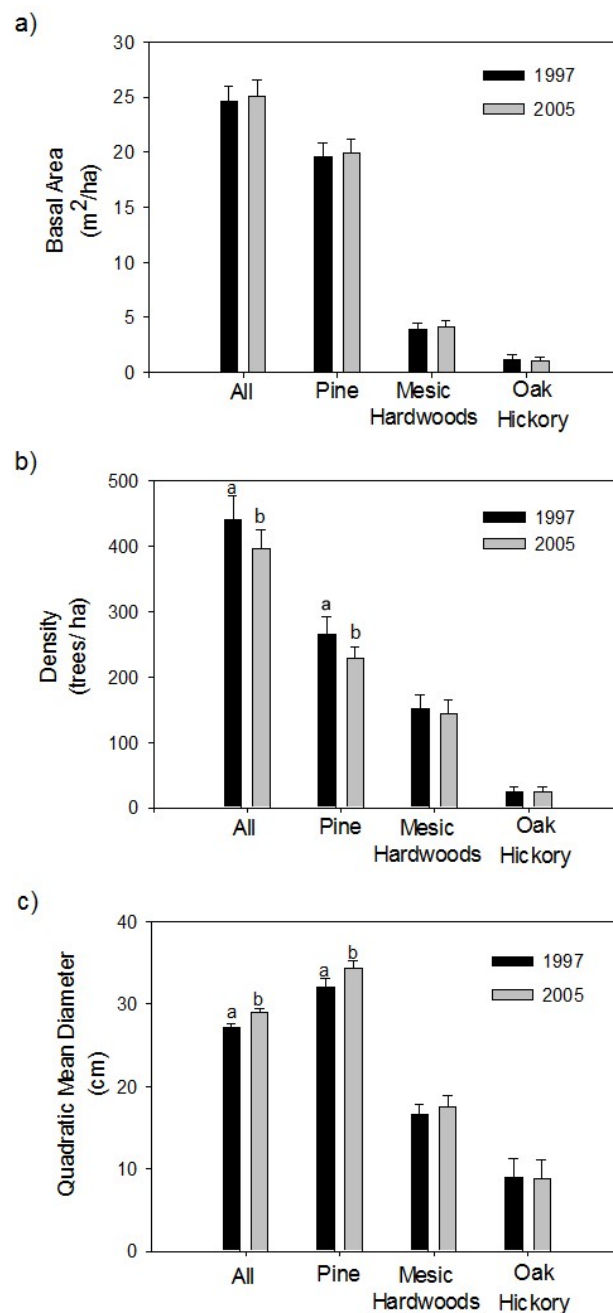 a)
30
25
20
15
10
5
0
Basal Area
(m2/ha)
1997
2005
All Pine Mesic Hardwoods Oak Hickory
b)
500
400
300
200
100
0
Density
(trees/ ha)
1997
2005
a b a b
All Pine Mesic Hardwoods Oak Hickory
c)
40
30
20
10
0
Quadratic Mean Diameter
(cm)
1997
2005
a b a b
All Pine Mesic Hardwoods Oak Hickory